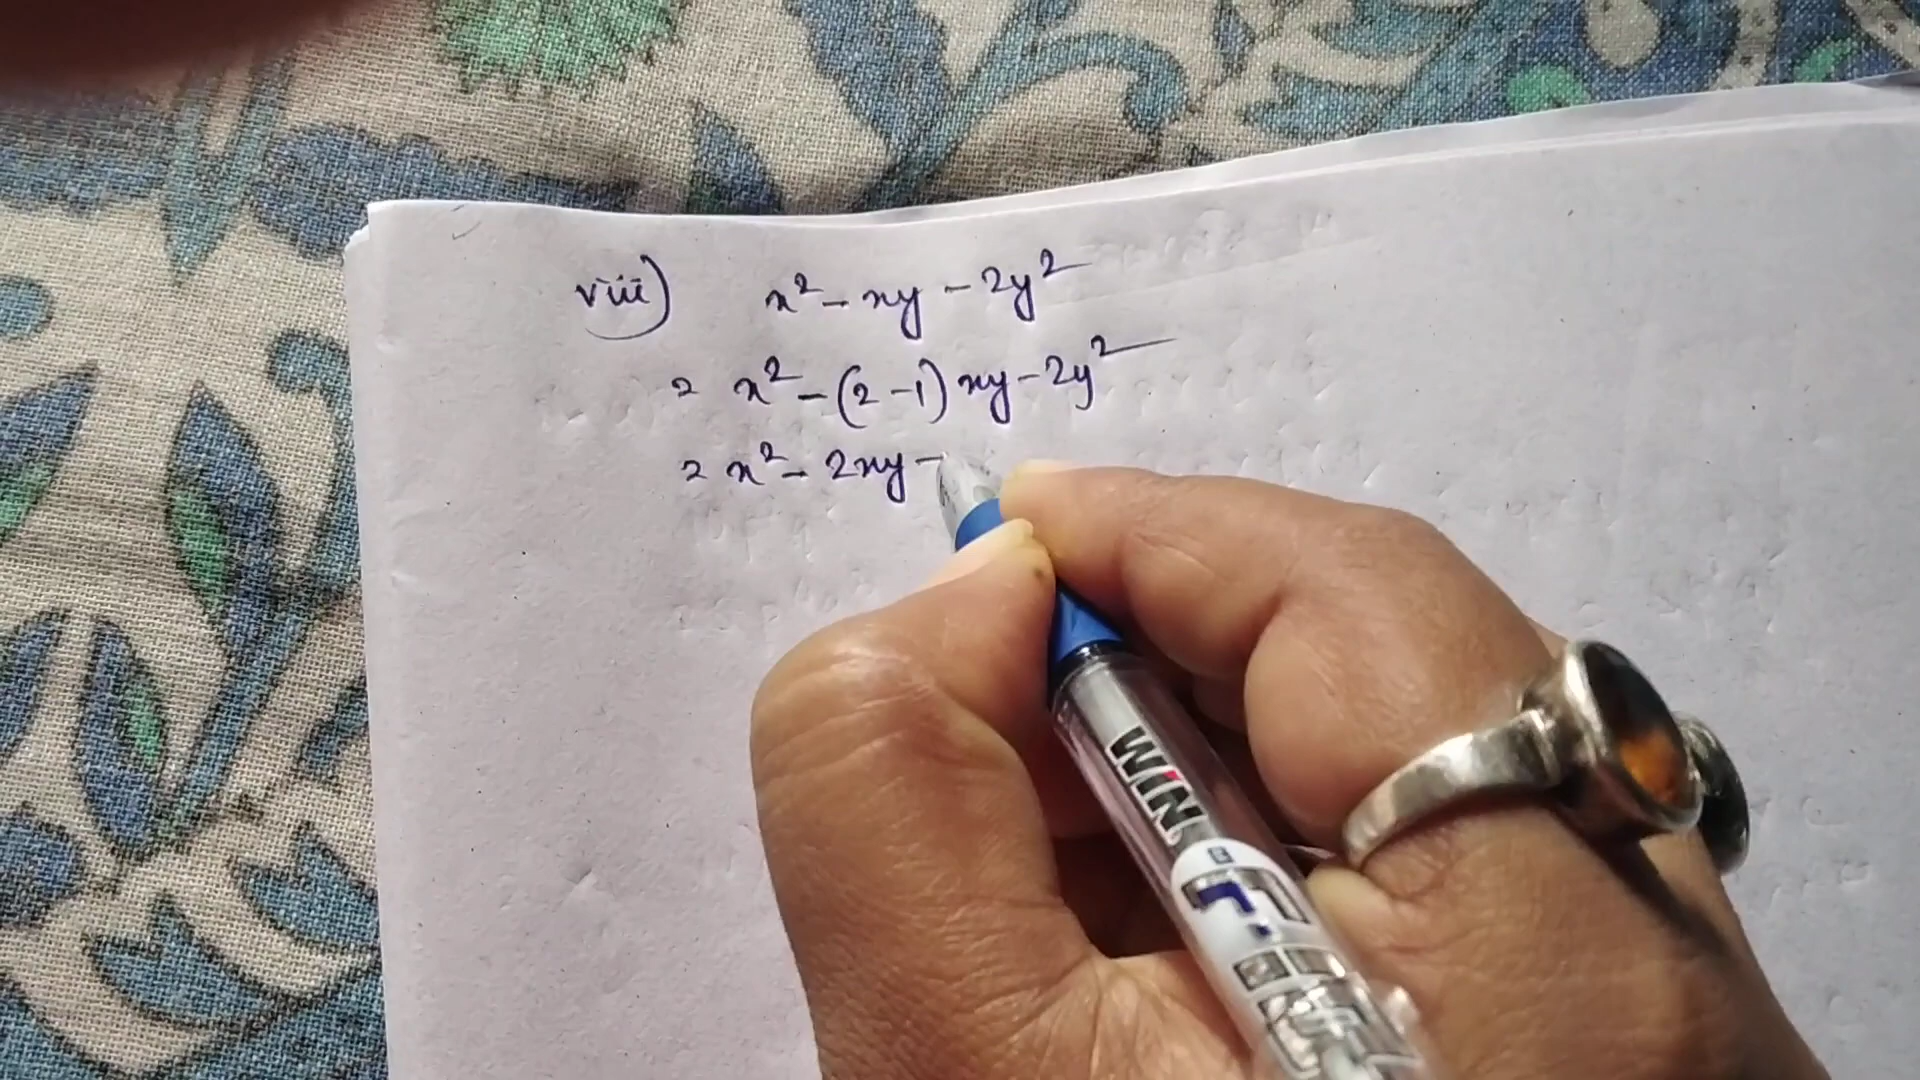 viii) x² - xy - 2y²
= x² - (2 - 1) xy - 2y²
= x² - 2xy -
WIN